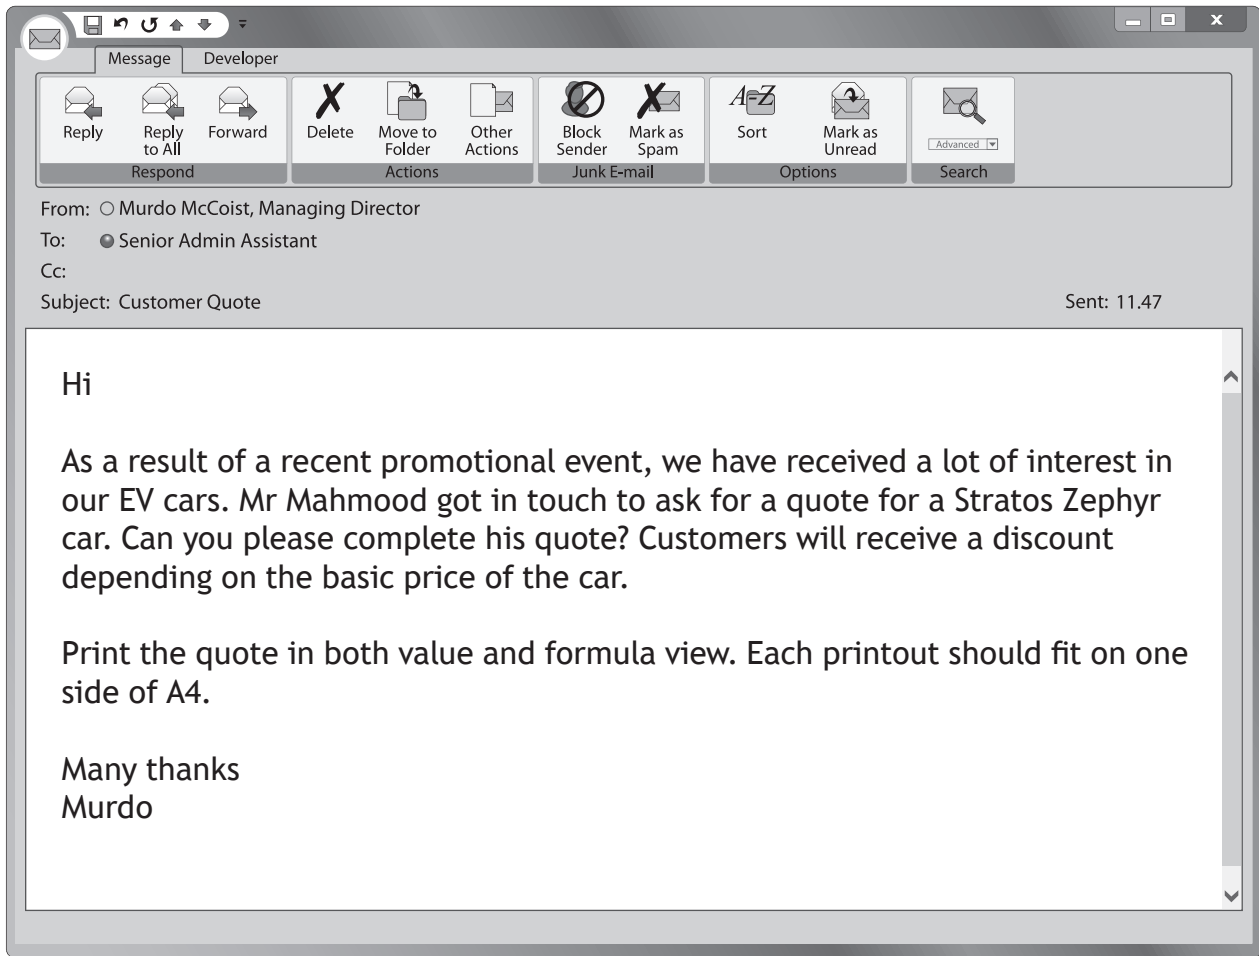 X
Message Developer
Reply Reply to All Forward Delete Move to Folder Other Actions Block Sender Mark as Spam A-Z Sort Mark as Unread Advanced
Respond Actions Junk E-mail Options Search
From: Murdo McCoist, Managing Director
To: Senior Admin Assistant
Cc:
Subject: Customer Quote Sent: 11.47
Hi
As a result of a recent promotional event, we have received a lot of interest in
our EV cars. Mr Mahmood got in touch to ask for a quote for a Stratos Zephyr
car. Can you please complete his quote? Customers will receive a discount
depending on the basic price of the car.
Print the quote in both value and formula view. Each printout should fit on one
side of A4.
Many thanks
Murdo